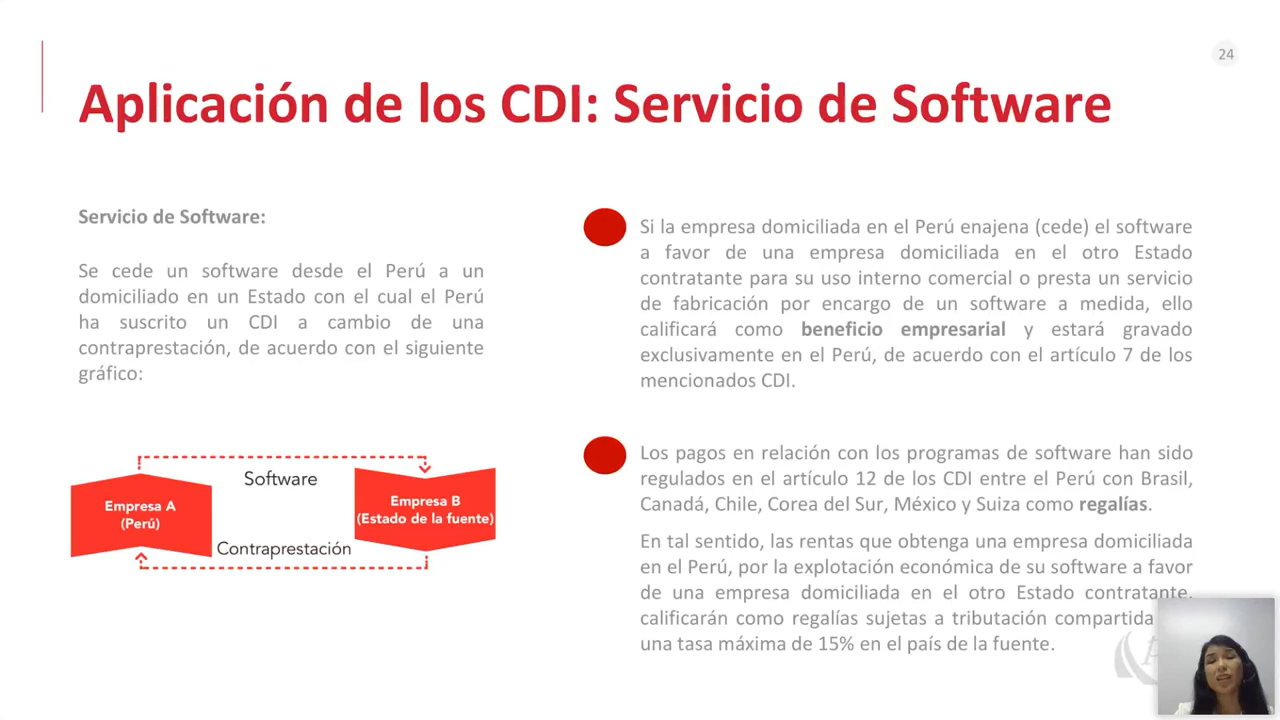 24
Aplicación de los CDI: Servicio de Software
Servicio de Software:
Se cede un software desde el Perú a un
domiciliado en un Estado con el cual el Perú
ha suscrito un CDI a cambio de una
contraprestación, de acuerdo con el siguiente
gráfico:
Software
Empresa A
(Perú)
Empresa B
(Estado de la fuente)
Contraprestación
Si la empresa domiciliada en el Perú enajena (cede) el software
a favor de una empresa domiciliada en el otro Estado
contratante para su uso interno comercial o presta un servicio
de fabricación por encargo de un software a medida, ello
calificará como beneficio empresarial y estará gravado
exclusivamente en el Perú, de acuerdo con el artículo 7 de los
mencionados CDI.
Los pagos en relación con los programas de software han sido
regulados en el artículo 12 de los CDI entre el Perú con Brasil,
Canadá, Chile, Corea del Sur, México y Suiza como regalías.
En tal sentido, las rentas que obtenga una empresa domiciliada
en el Perú, por la explotación económica de su software a favor
de una empresa domiciliada en el otro Estado contratante,
calificarán como regalías sujetas a tributación compartida
una tasa máxima de 15% en el país de la fuente.